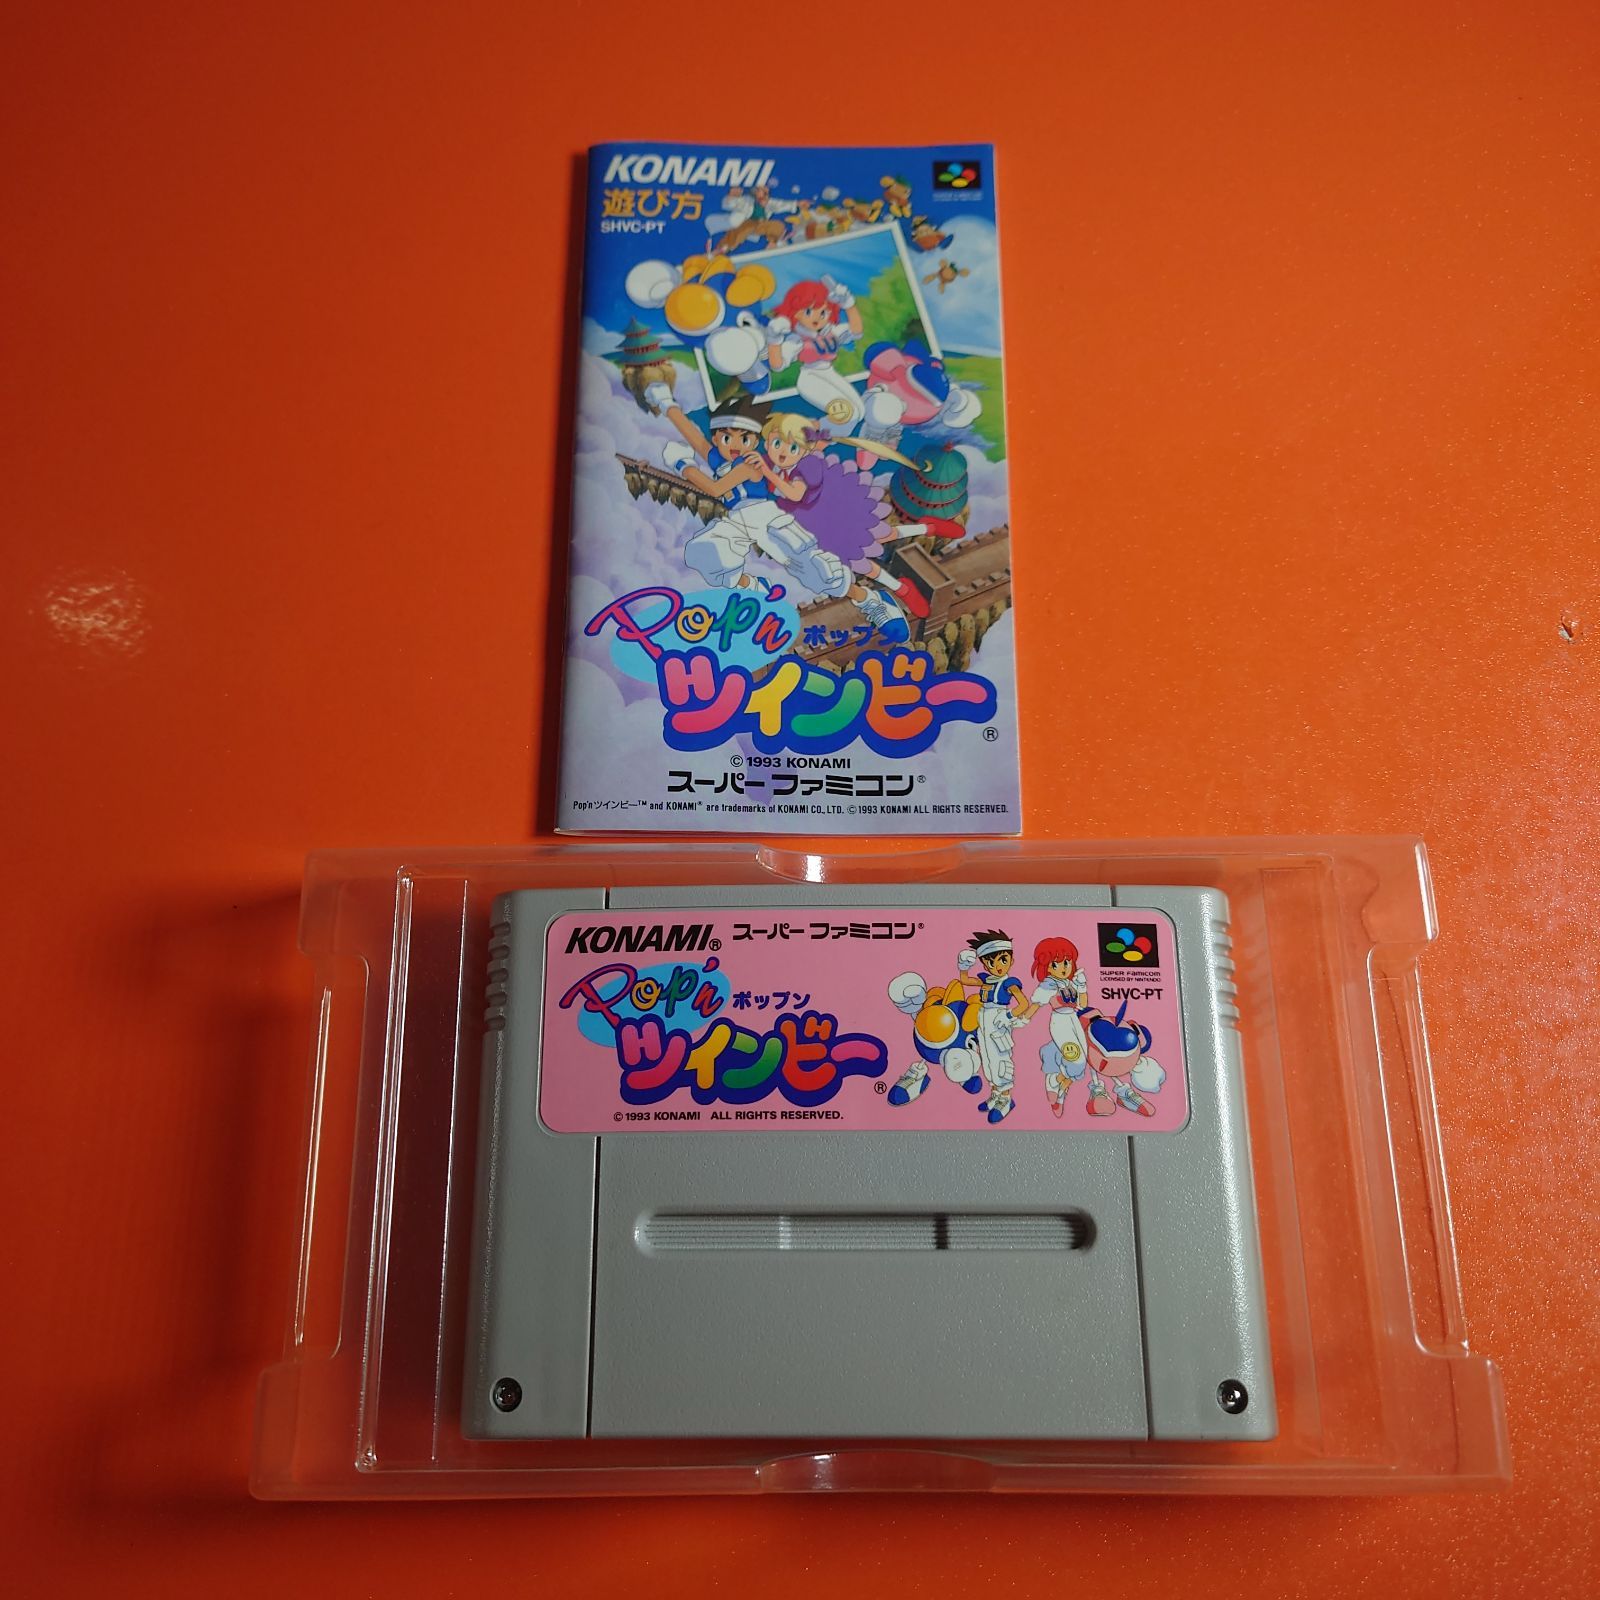 KONAMI®
遊び方
SHVC-PT
Pop'n ポップン
ツインビー®
© 1993 KONAMI
スーパーファミコン®
Pop'nツインビー™ and KONAMI® are trademarks of KONAMI CO., LTD. © 1993 KONAMI ALL RIGHTS RESERVED.
KONAMI® スーパーファミコン®
Pop'n ポップン
ツインビー®
© 1993 KONAMI ALL RIGHTS RESERVED.
SUPER FAMICOM
LICENSED BY NINTENDO
SHVC-PT